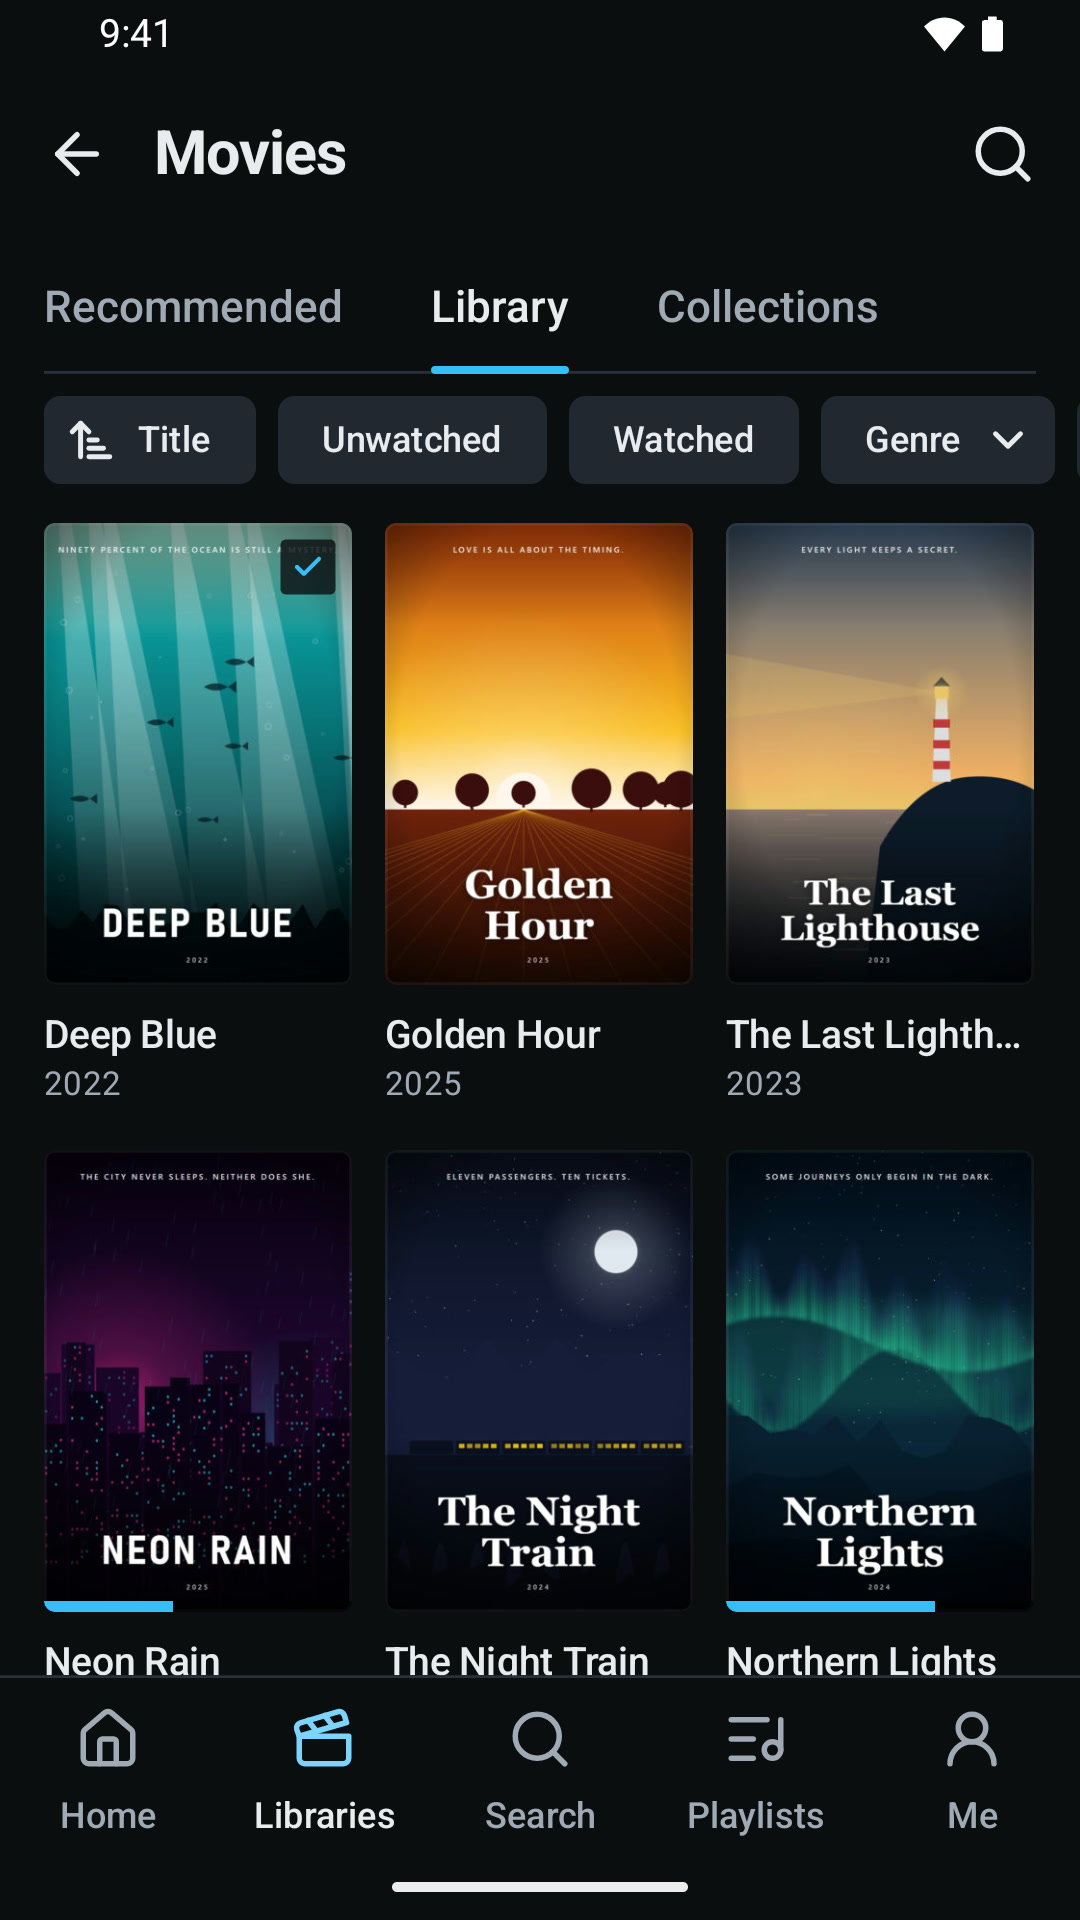 9:41
Movies
Recommended Library Collections
Title Unwatched Watched Genre
NINETY PERCENT OF THE OCEAN IS STILL A MYSTERY.
DEEP BLUE
2022
LOVE IS ALL ABOUT THE TIMING.
Golden
Hour
2025
EVERY LIGHT KEEPS A SECRET.
The Last
Lighthouse
2023
Deep Blue
2022
Golden Hour
2025
The Last Lighth...
2023
THE CITY NEVER SLEEPS. NEITHER DOES SHE.
NEON RAIN
2025
ELEVEN PASSENGERS. TEN TICKETS.
The Night
Train
2024
SOME JOURNEYS ONLY BEGIN IN THE DARK.
Northern
Lights
2024
Neon Rain
The Night Train
Northern Lights
Home Libraries Search Playlists Me